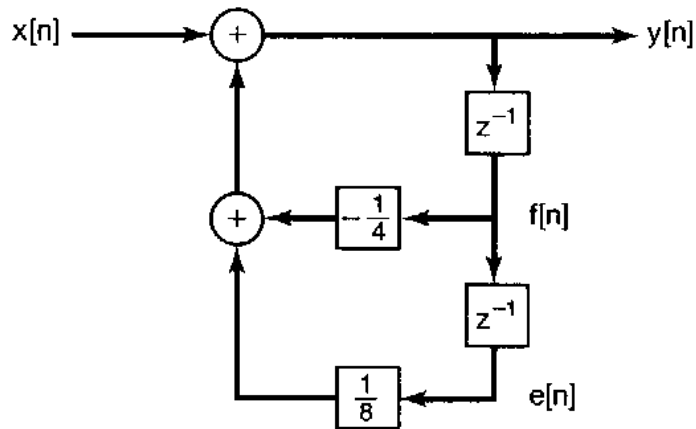 x[n] + y[n]
z⁻¹
+ -1/4 f[n]
z⁻¹
1/8 e[n]